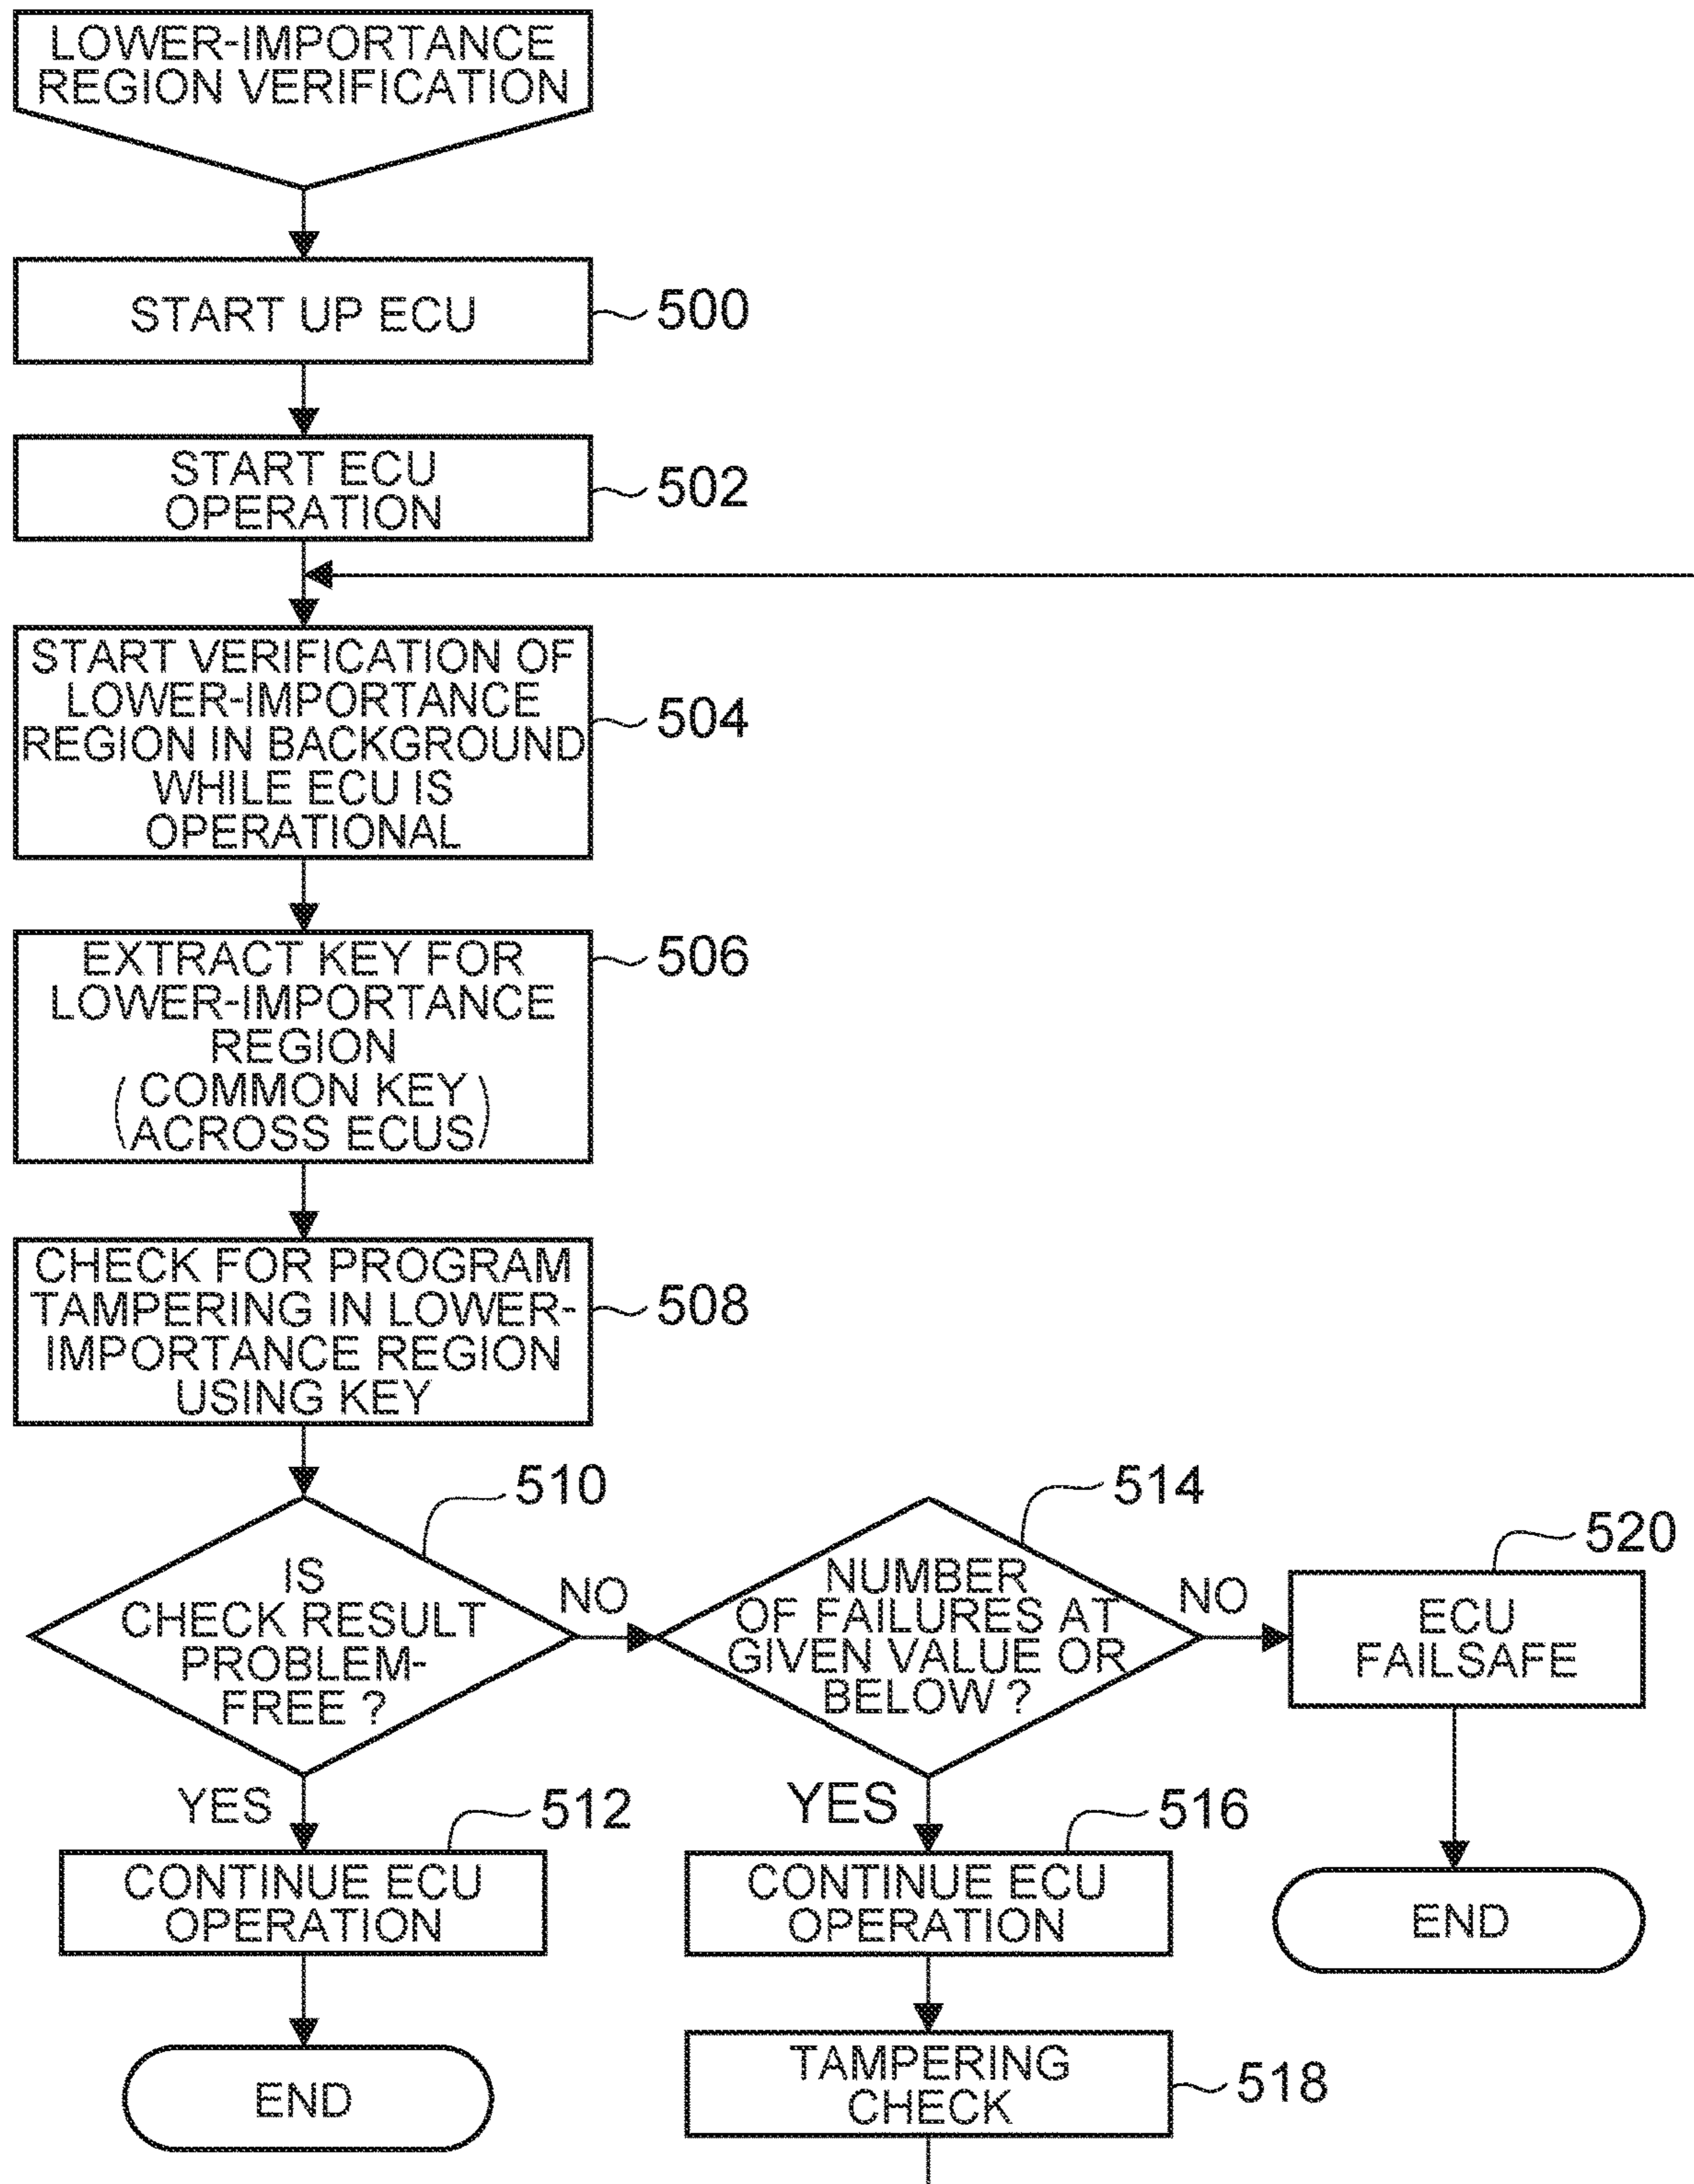 LOWER-IMPORTANCE
REGION VERIFICATION
START UP ECU
500
START ECU
OPERATION
502
START VERIFICATION OF
LOWER-IMPORTANCE
REGION IN BACKGROUND
WHILE ECU IS
OPERATIONAL
504
EXTRACT KEY FOR
LOWER-IMPORTANCE
REGION
(COMMON KEY
ACROSS ECUS)
506
CHECK FOR PROGRAM
TAMPERING IN LOWER-
IMPORTANCE REGION
USING KEY
508
IS
CHECK RESULT
PROBLEM-
FREE ?
510
NO
YES
NUMBER
OF FAILURES AT
GIVEN VALUE OR
BELOW ?
514
NO
YES
ECU
FAILSAFE
520
END
CONTINUE ECU
OPERATION
512
END
CONTINUE ECU
OPERATION
516
TAMPERING
CHECK
518